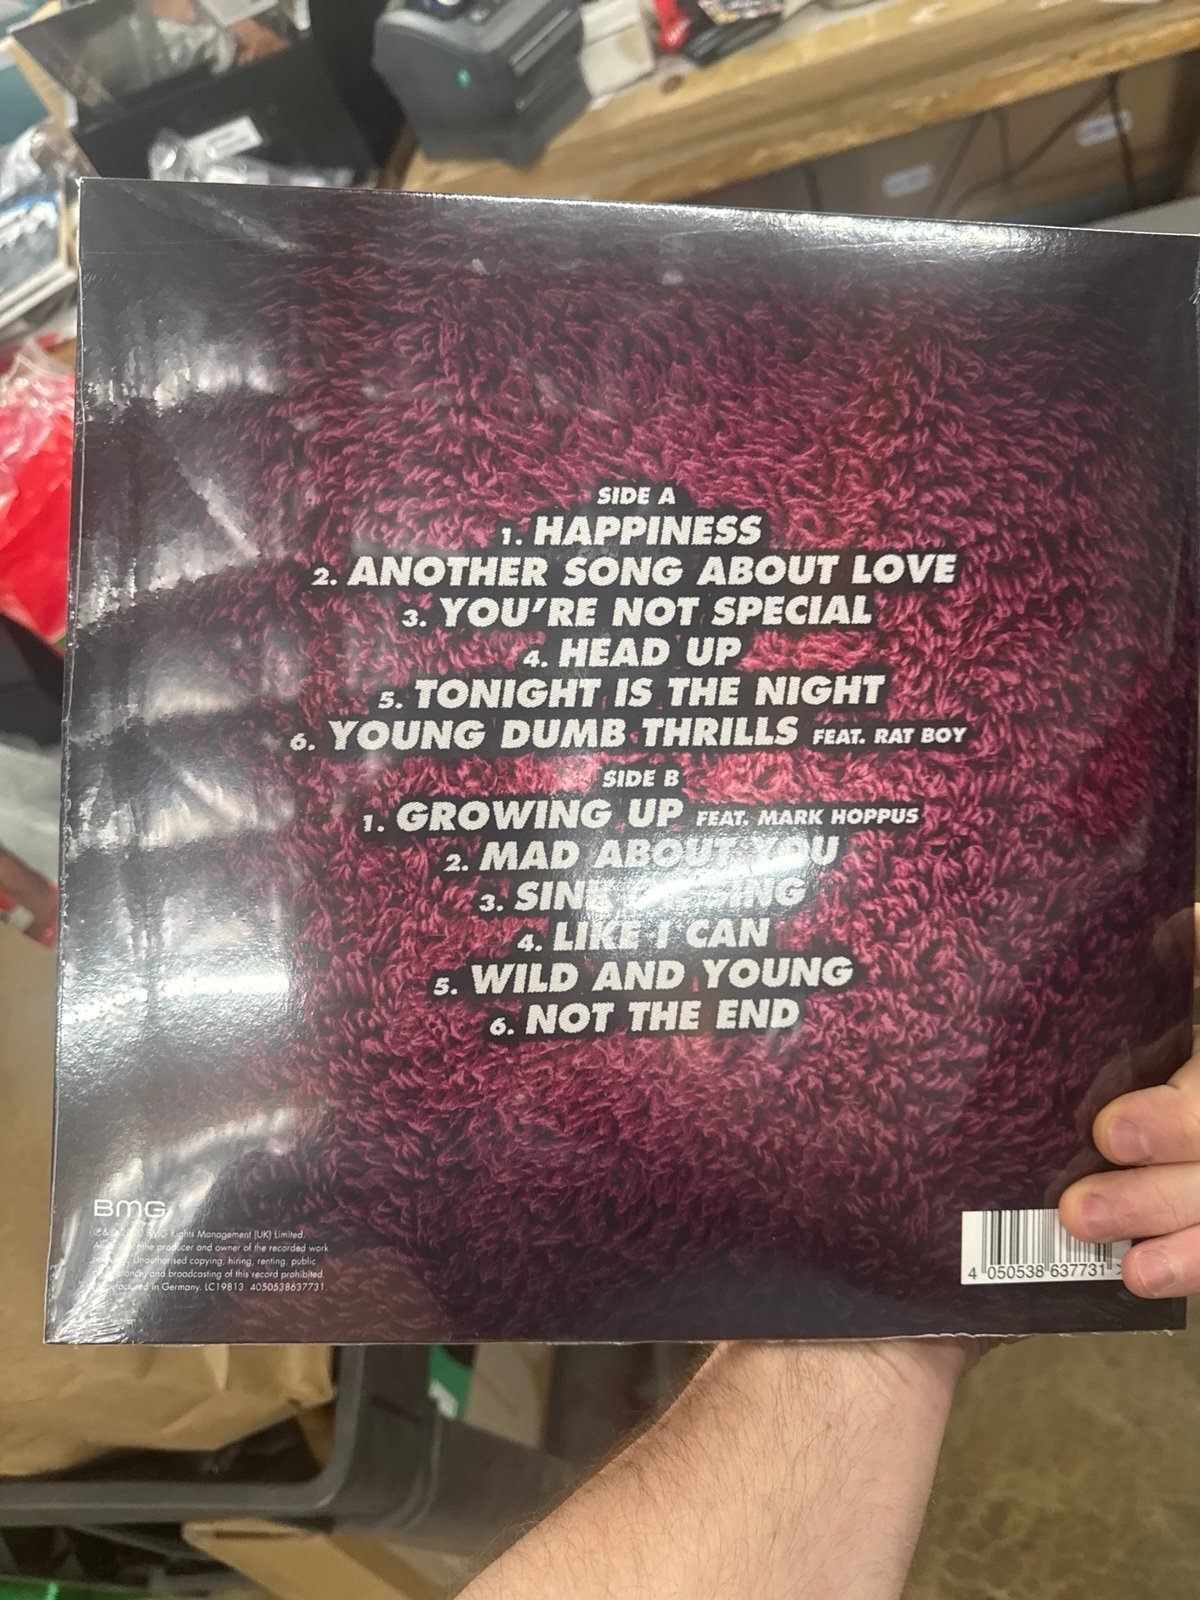 SIDE A
1. HAPPINESS
2. ANOTHER SONG ABOUT LOVE
3. YOU'RE NOT SPECIAL
4. HEAD UP
5. TONIGHT IS THE NIGHT
6. YOUNG DUMB THRILLS FEAT. RAT BOY
SIDE B
1. GROWING UP FEAT. MARK HOPPUS
2. MAD ABOUT YOU
3. SINK
4. LIKE I CAN
5. WILD AND YOUNG
6. NOT THE END
BMG
BMG Rights Management (UK) Limited.
producer and owner of the recorded work
Unauthorised copying, hiring, renting, public
and broadcasting of this record prohibited.
in Germany. LC19813. 4050538637731.
4 050538 637731 >